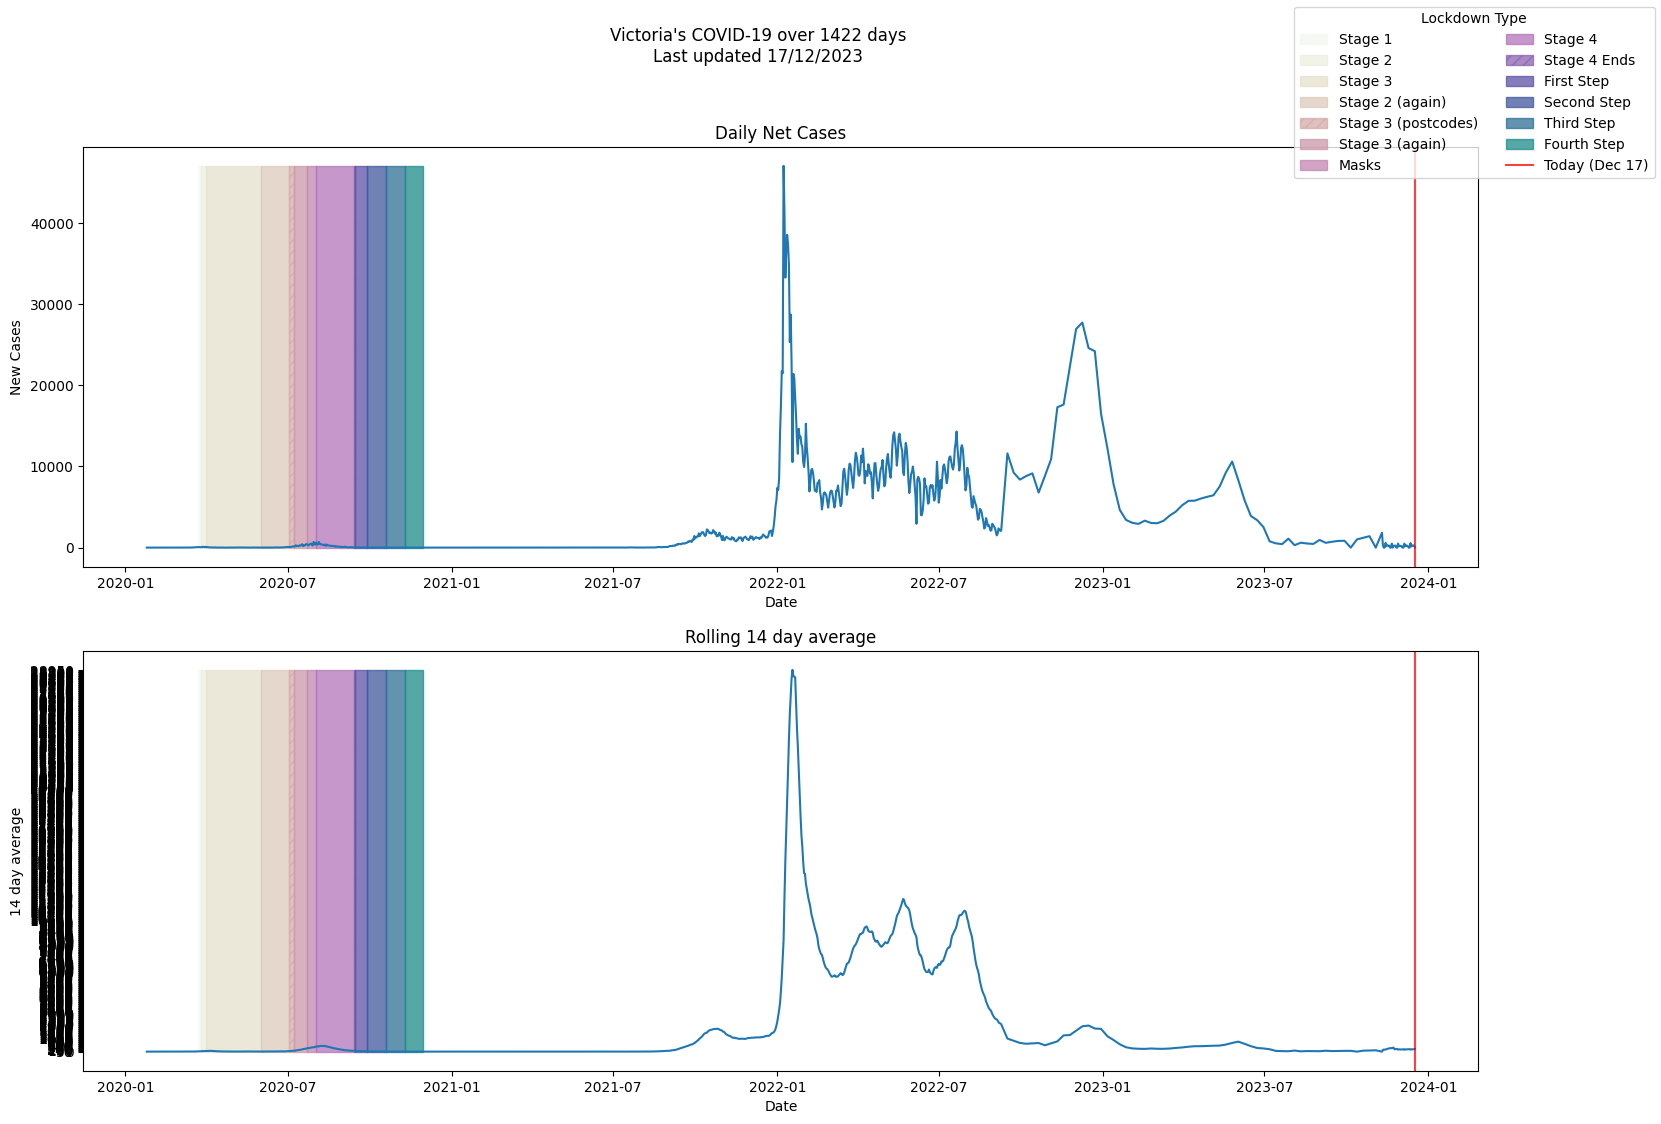 Victoria's COVID-19 over 1422 days
Last updated 17/12/2023
Lockdown Type
Stage 1
Stage 2
Stage 3
Stage 2 (again)
Stage 3 (postcodes)
Stage 3 (again)
Masks
Stage 4
Stage 4 Ends
First Step
Second Step
Third Step
Fourth Step
Today (Dec 17)
Daily Net Cases
New Cases
40000
30000
20000
10000
0
2020-01 2020-07 2021-01 2021-07 2022-01 2022-07 2023-01 2023-07 2024-01
Date
Rolling 14 day average
14 day average
2020-01 2020-07 2021-01 2021-07 2022-01 2022-07 2023-01 2023-07 2024-01
Date